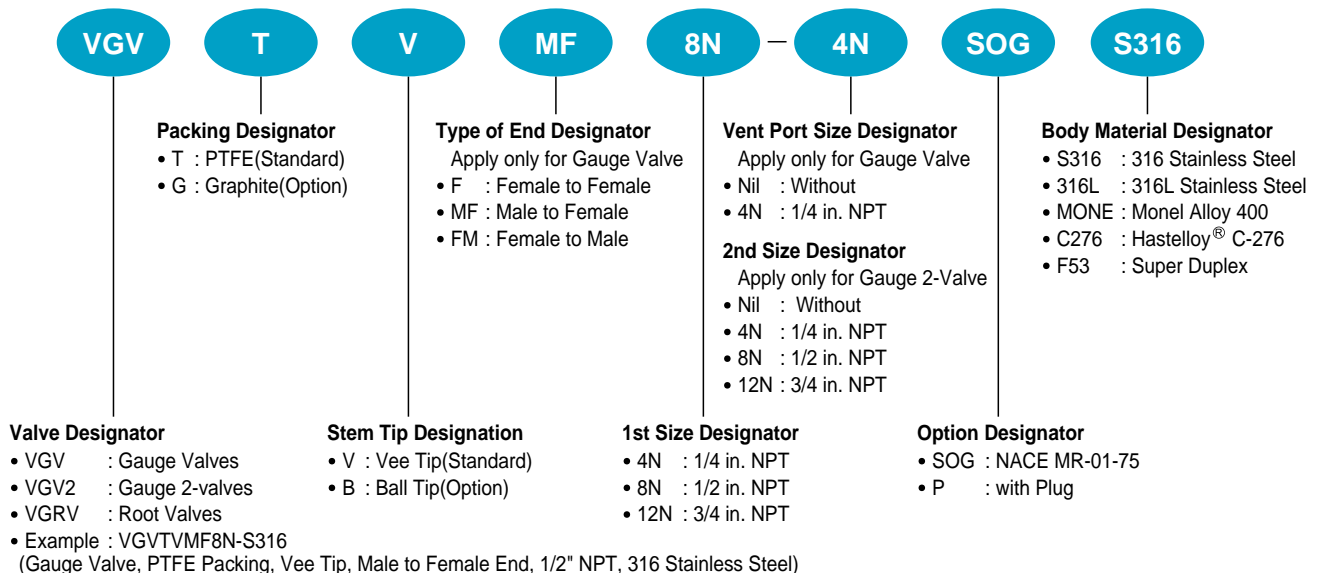 VGV T V MF 8N – 4N SOG S316
Packing Designator
• T : PTFE(Standard)
• G : Graphite(Option)
Type of End Designator
Apply only for Gauge Valve
• F : Female to Female
• MF : Male to Female
• FM : Female to Male
Vent Port Size Designator
Apply only for Gauge Valve
• Nil : Without
• 4N : 1/4 in. NPT
2nd Size Designator
Apply only for Gauge 2-Valve
• Nil : Without
• 4N : 1/4 in. NPT
• 8N : 1/2 in. NPT
• 12N : 3/4 in. NPT
Body Material Designator
• S316 : 316 Stainless Steel
• 316L : 316L Stainless Steel
• MONE : Monel Alloy 400
• C276 : Hastelloy® C-276
• F53 : Super Duplex
Valve Designator
• VGV : Gauge Valves
• VGV2 : Gauge 2-valves
• VGRV : Root Valves
• Example : VGVTVMF8N-S316
(Gauge Valve, PTFE Packing, Vee Tip, Male to Female End, 1/2" NPT, 316 Stainless Steel)
Stem Tip Designation
• V : Vee Tip(Standard)
• B : Ball Tip(Option)
1st Size Designator
• 4N : 1/4 in. NPT
• 8N : 1/2 in. NPT
• 12N : 3/4 in. NPT
Option Designator
• SOG : NACE MR-01-75
• P : with Plug